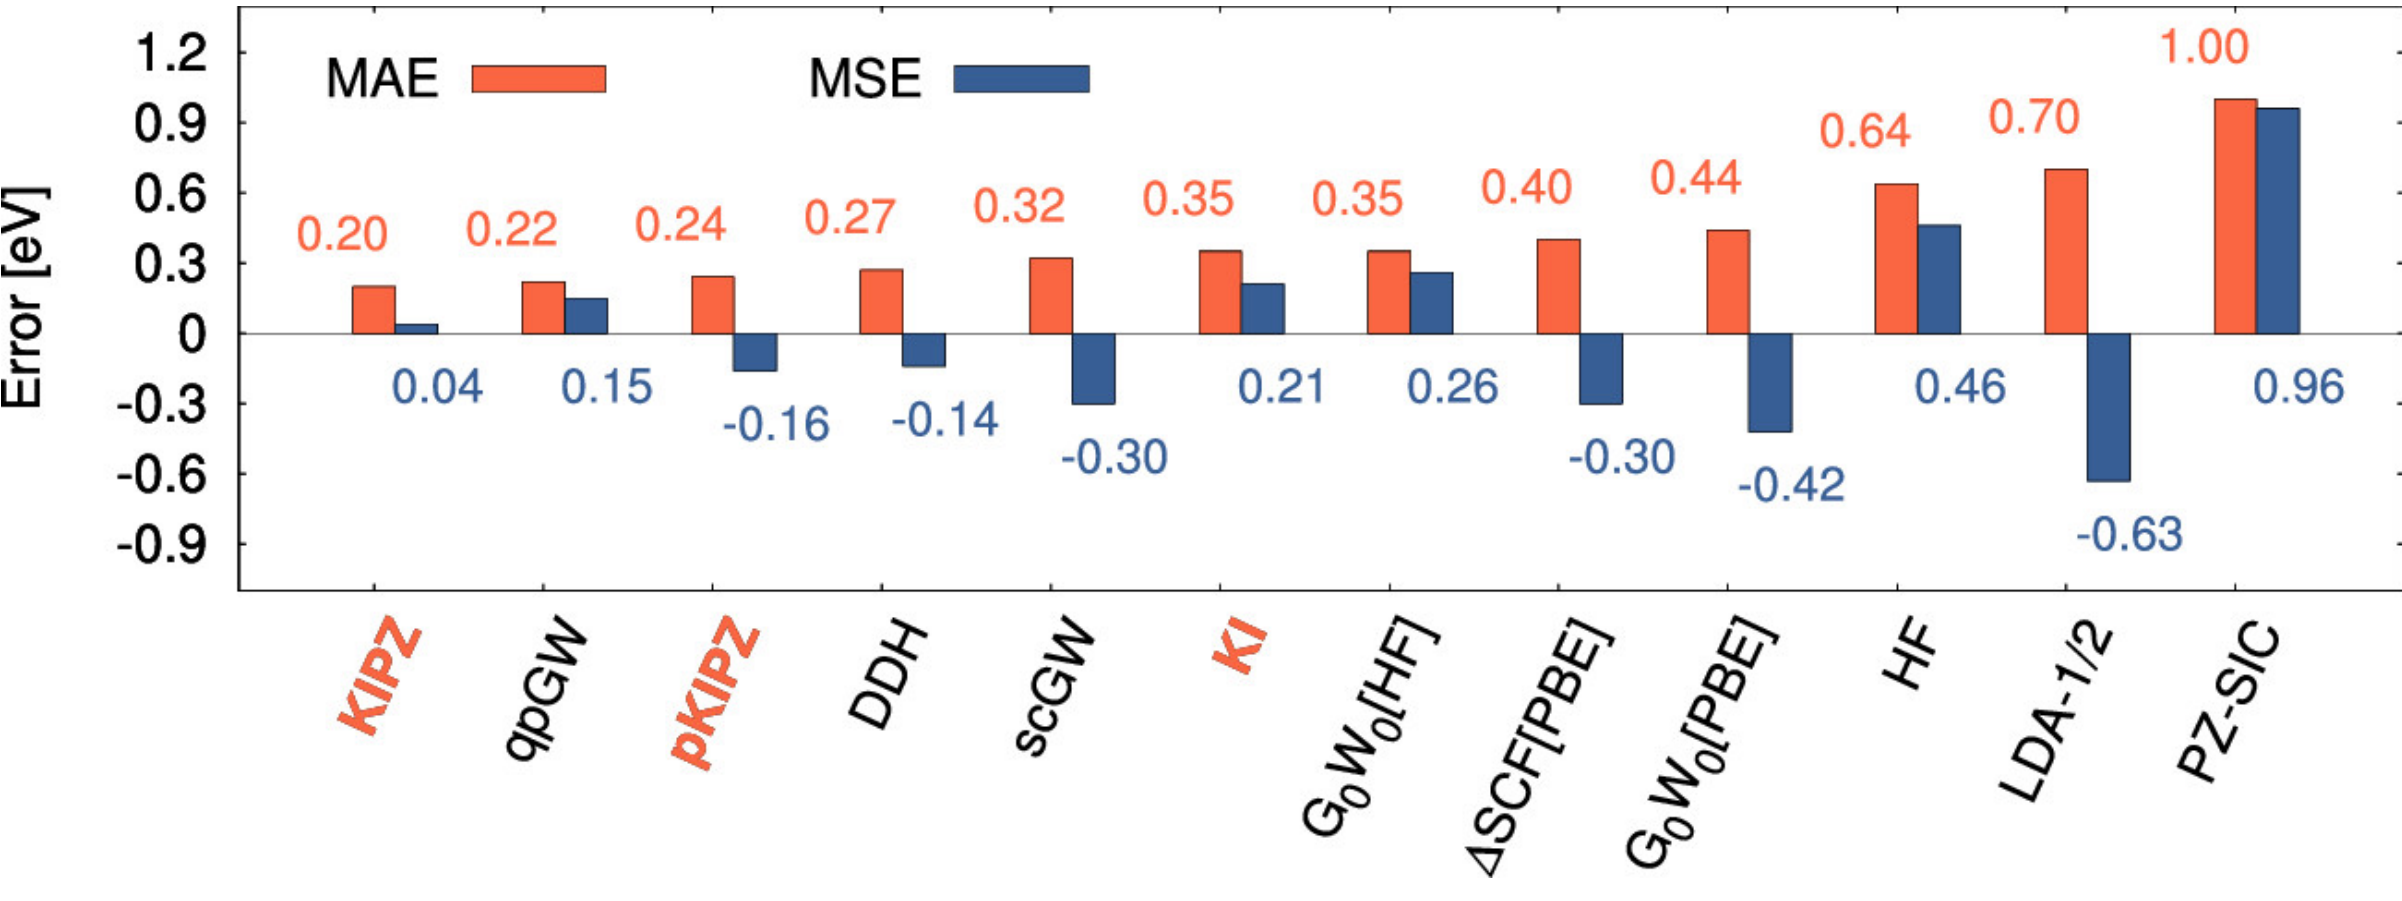 Error [eV]
1.2
0.9
0.6
0.3
0
-0.3
-0.6
-0.9
MAE
MSE
0.20
0.22
0.24
0.27
0.32
0.35
0.35
0.40
0.44
0.64
0.70
1.00
0.04
0.15
-0.16
-0.14
-0.30
0.21
0.26
-0.30
-0.42
0.46
-0.63
0.96
KIPZ
qpGW
pKIPZ
DDH
scGW
KI
G₀W₀[HF]
ΔSCF[PBE]
G₀W₀[PBE]
HF
LDA-1/2
PZ-SIC